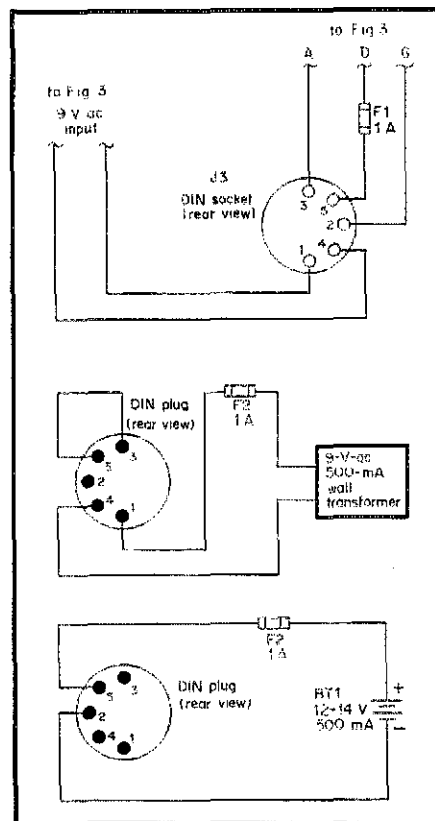 to Fig 3
A D G
to Fig 3
9 V ac
input
F1
1 A
J3
DIN socket
(rear view)
3
5
2
4
1
DIN plug
(rear view)
F2
1 A
3
5
2
4
1
9-V-ac
500-mA
wall
transformer
F2
1 A
DIN plug
(rear view)
3
5
2
4
1
BT1
12-14 V
500 mA
+
-